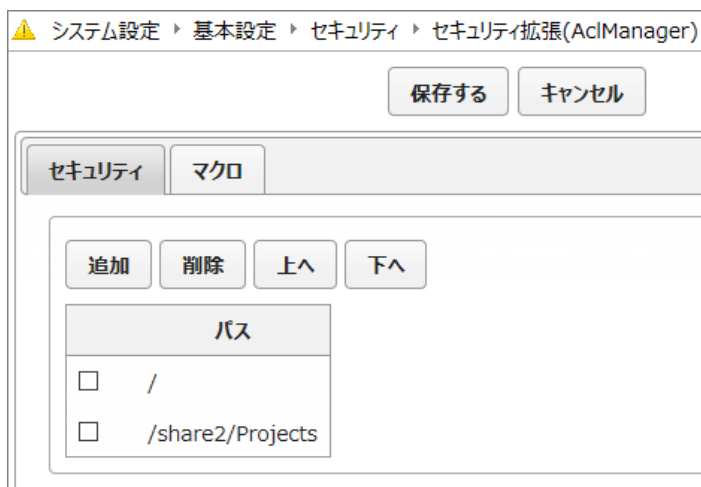 システム設定 ▸ 基本設定 ▸ セキュリティ ▸ セキュリティ拡張(AclManager)
保存する キャンセル
セキュリティ マクロ
追加 削除 上へ 下へ
パス
/
/share2/Projects